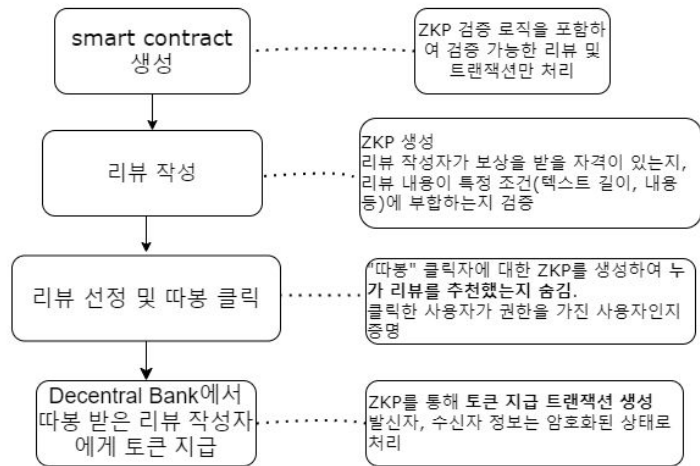 smart contract
생성
ZKP 검증 로직을 포함하
여 검증 가능한 리뷰 및
트랜잭션만 처리
리뷰 작성
ZKP 생성
리뷰 작성자가 보상을 받을 자격이 있는지,
리뷰 내용이 특정 조건(텍스트 길이, 내용
등)에 부합하는지 검증
리뷰 선정 및 따봉 클릭
"따봉" 클릭자에 대한 ZKP를 생성하여 누
가 리뷰를 추천했는지 숨김.
클릭한 사용자가 권한을 가진 사용자인지
증명
Decentral Bank에서
따봉 받은 리뷰 작성자
에게 토큰 지급
ZKP를 통해 토큰 지급 트랜잭션 생성
발신자, 수신자 정보는 암호화된 상태로
처리